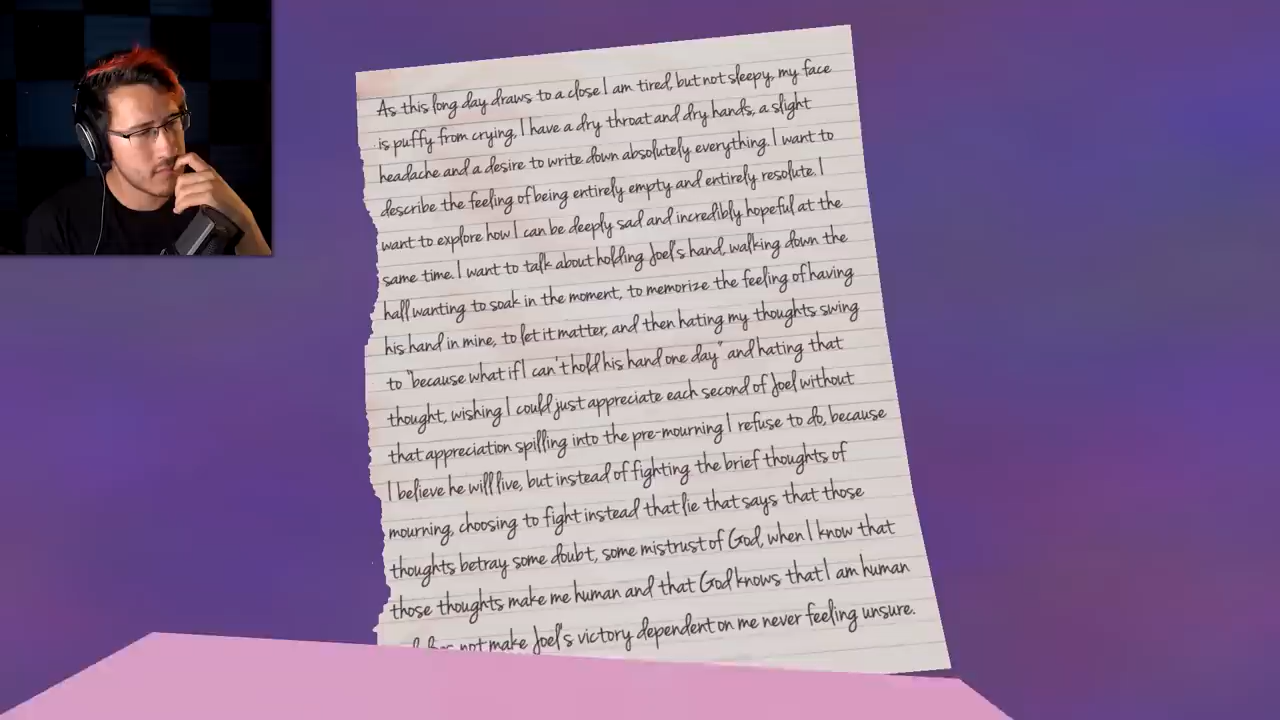 As this long day draws to a close I am tired, but not sleepy, my face
is puffy from crying, I have a dry throat and dry hands, a slight
headache and a desire to write down absolutely everything. I want to
describe the feeling of being entirely empty and entirely resolute. I
want to explore how I can be deeply sad and incredibly hopeful at the
same time. I want to talk about holding Joel's hand, walking down the
hall wanting to soak in the moment, to memorize the feeling of having
his hand in mine, to let it matter, and then hating my thoughts swing
to "because what if I can't hold his hand one day" and hating that
thought, wishing I could just appreciate each second of Joel without
that appreciation spilling into the pre-mourning I refuse to do, because
I believe he will live, but instead of fighting the brief thoughts of
mourning, choosing to fight instead that lie that says that those
thoughts betray some doubt, some mistrust of God, when I know that
those thoughts make me human and that God knows that I am human
not make Joel's victory dependent on me never feeling unsure.